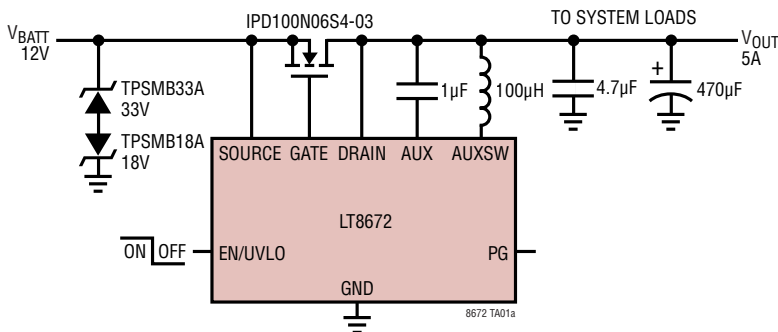 IPD100N06S4-03
TO SYSTEM LOADS
VBATT
12V
VOUT
5A
TPSMB33A
33V
1µF
100µH
4.7µF
+
470µF
TPSMB18A
18V
SOURCE GATE DRAIN AUX AUXSW
LT8672
ON OFF
EN/UVLO
PG
GND
8672 TA01a